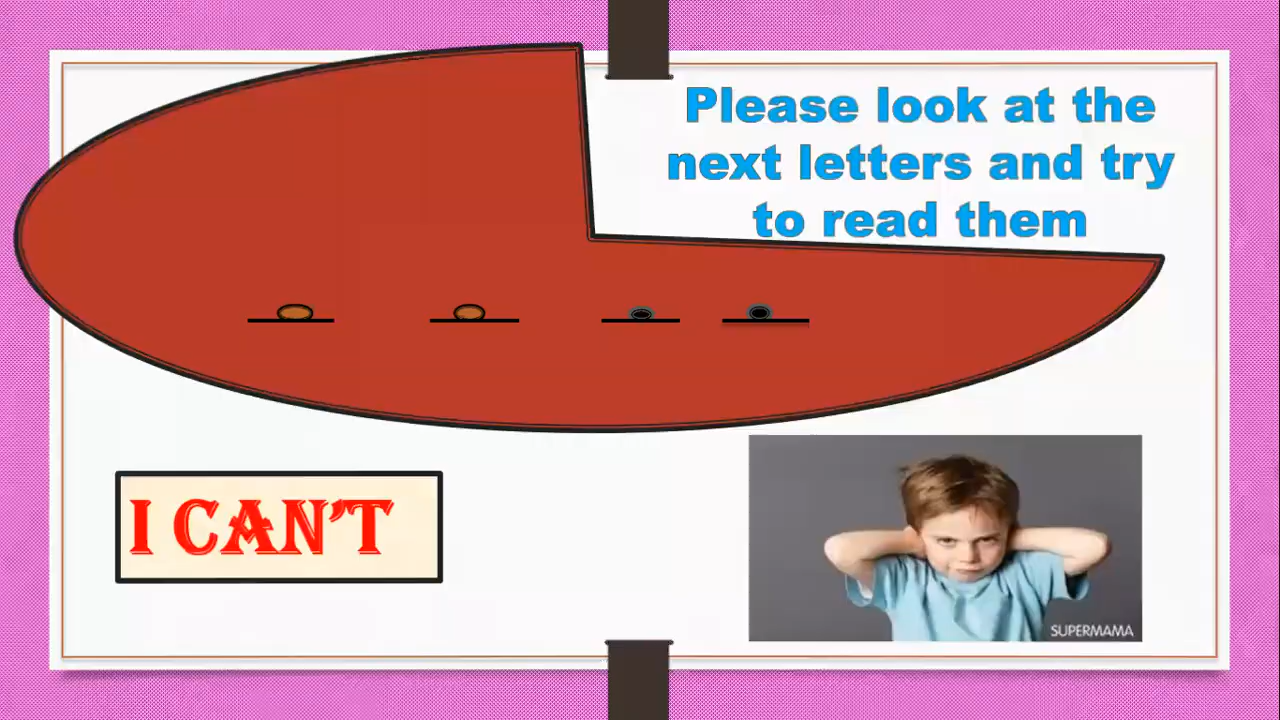 Please look at the
next letters and try
to read them
I CAN'T
SUPERMAMA